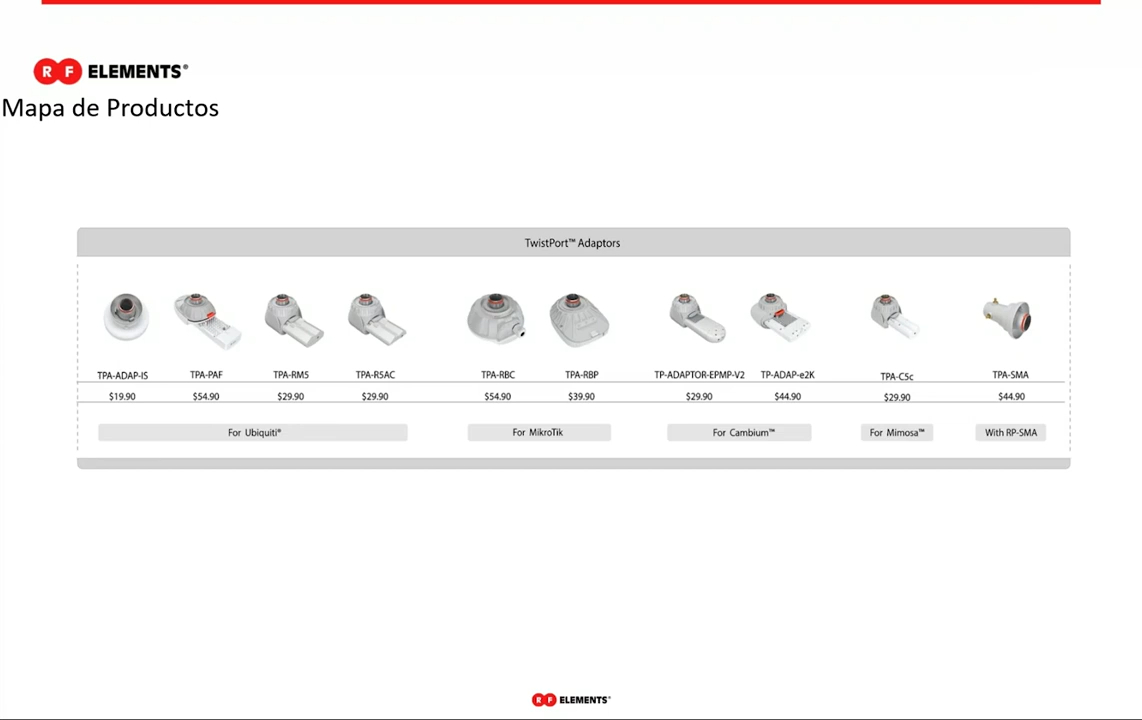 R F ELEMENTS®
Mapa de Productos
TwistPort™ Adaptors
TPA-ADAP-IS TPA-PAF TPA-RM5 TPA-R5AC TPA-RBC TPA-RBP TP-ADAPTOR-EPMP-V2 TP-ADAP-e2K TPA-C5c TPA-SMA
$19.90 $54.90 $29.90 $29.90 $54.90 $39.90 $29.90 $44.90 $29.90 $44.90
For Ubiquiti® For MikroTik For Cambium™ For Mimosa™ With RP-SMA
R F ELEMENTS®